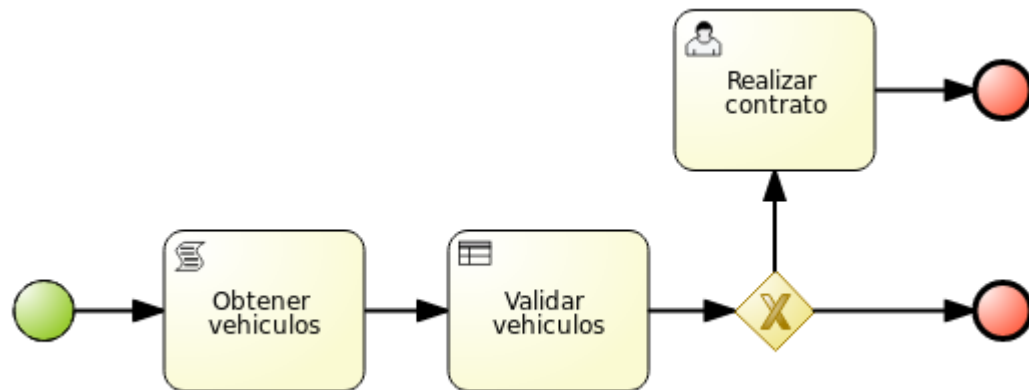 Realizar
contrato
Obtener
vehiculos
Validar
vehiculos